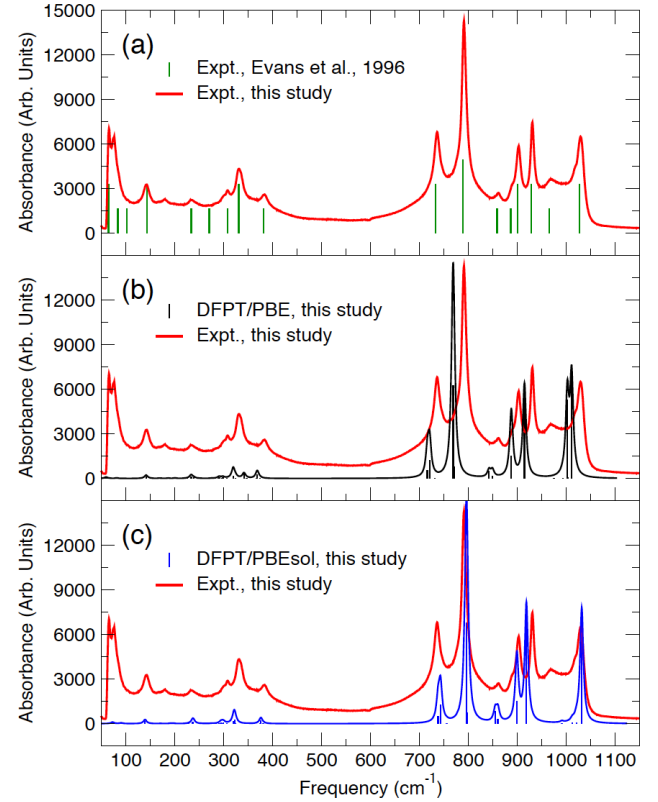 15000
(a)
12000
Expt., Evans et al., 1996
9000
Expt., this study
6000
3000
0
Absorbance (Arb. Units)
(b)
12000
DFPT/PBE, this study
9000
Expt., this study
6000
3000
0
Absorbance (Arb. Units)
(c)
12000
DFPT/PBEsol, this study
9000
Expt., this study
6000
3000
0
Absorbance (Arb. Units)
100 200 300 400 500 600 700 800 900 1000 1100
Frequency (cm-1)